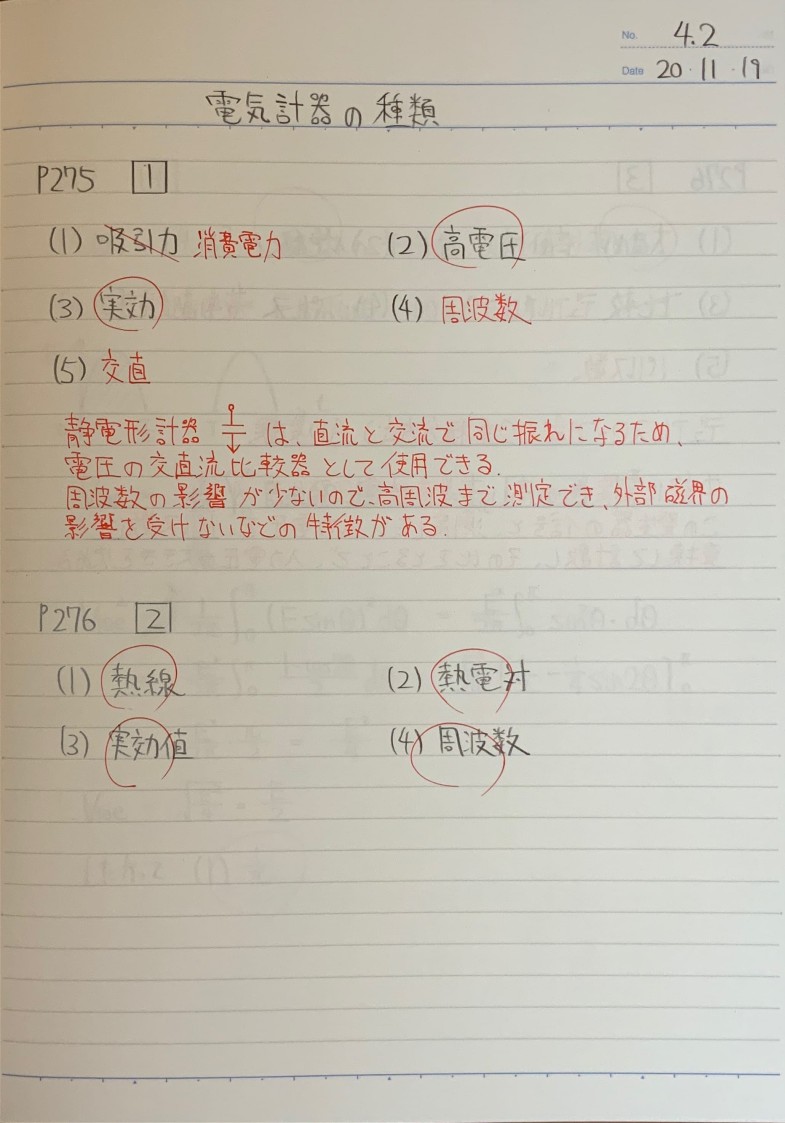 No. 4.2
Date 20・11・19
電気計器の種類
P275 1
(1) 吸引力 消費電力 (2) 高電圧
(3) 実効 (4) 周波数
(5) 交直
静電形計器 は、直流と交流で同じ振れになるため、
電圧の交直流比較器として使用できる.
周波数の影響が少ないので、高周波まで測定でき、外部磁界の
影響を受けないなどの特徴がある.
P276 2
(1) 熱線 (2) 熱電対
(3) 実効値 (4) 周波数